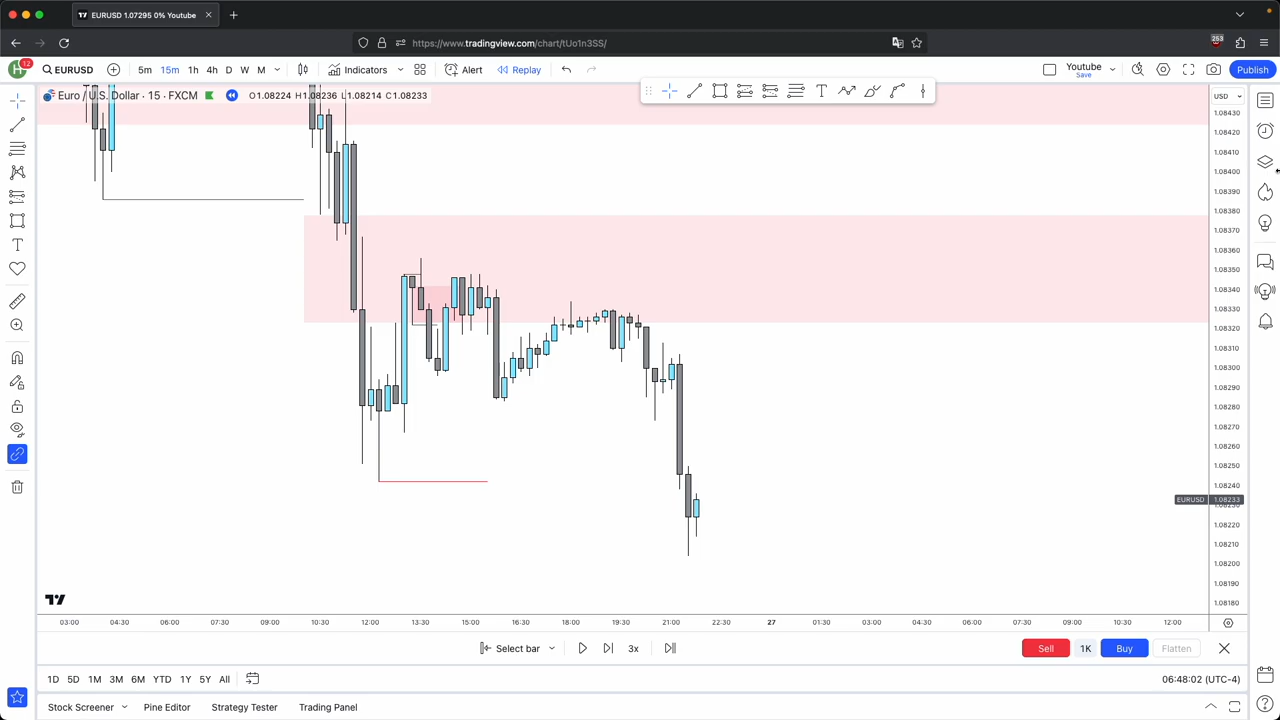 EURUSD 1.07295 0% Youtube
https://www.tradingview.com/chart/tUo1n3SS/
253
H
12
EURUSD
5m 15m 1h 4h D W M
Indicators
Alert
Replay
Youtube
Save
Publish
Euro / U.S. Dollar · 15 · FXCM
O1.08224 H1.08236 L1.08214 C1.08233
USD
1.08430
1.08420
1.08410
1.08400
1.08390
1.08380
1.08370
1.08360
1.08350
1.08340
1.08330
1.08320
1.08310
1.08300
1.08290
1.08280
1.08270
1.08260
1.08250
1.08240
EURUSD 1.08233
1.08220
1.08210
1.08200
1.08190
1.08180
03:00 04:30 06:00 07:30 09:00 10:30 12:00 13:30 15:00 16:30 18:00 19:30 21:00 22:30 27 01:30 03:00 04:30 06:00 07:30 09:00 10:30 12:00
Select bar
3x
Sell 1K Buy Flatten
1D 5D 1M 3M 6M YTD 1Y 5Y All
06:48:02 (UTC-4)
Stock Screener Pine Editor Strategy Tester Trading Panel